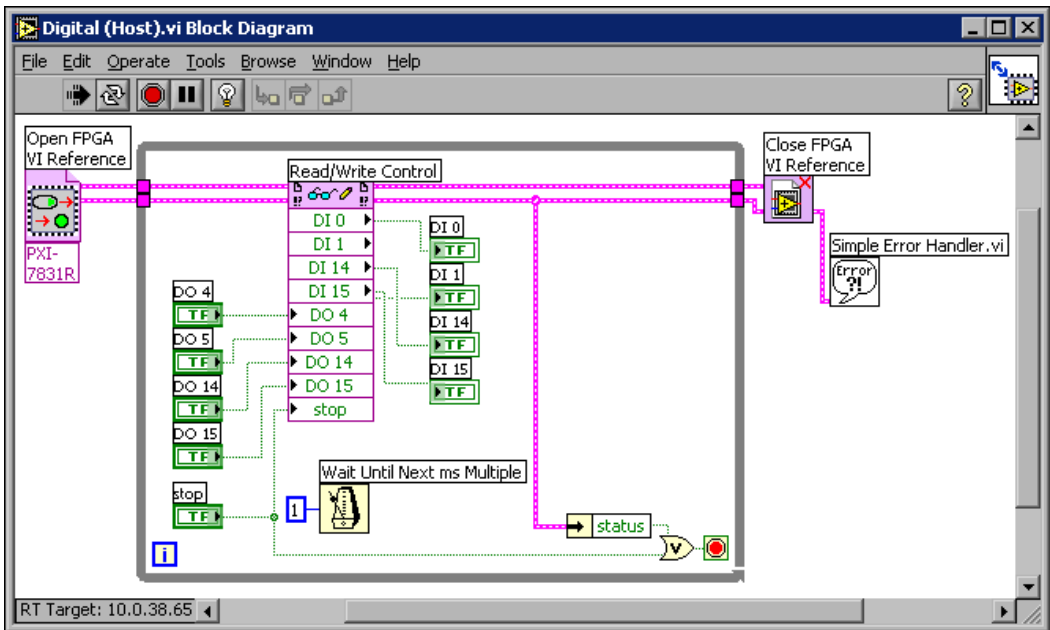 Digital (Host).vi Block Diagram
File Edit Operate Tools Browse Window Help
?
Open FPGA
VI Reference
PXI-
7831R
Read/Write Control
!? !?
DI 0
DI 1
DI 14
DI 15
DO 4
DO 5
DO 14
DO 15
stop
DO 4
TF
DO 5
TF
DO 14
TF
DO 15
TF
stop
TF
DI 0
TF
DI 1
TF
DI 14
TF
DI 15
TF
Wait Until Next ms Multiple
1
i
status
V
Close FPGA
VI Reference
Simple Error Handler.vi
Error
?!
RT Target: 10.0.38.65